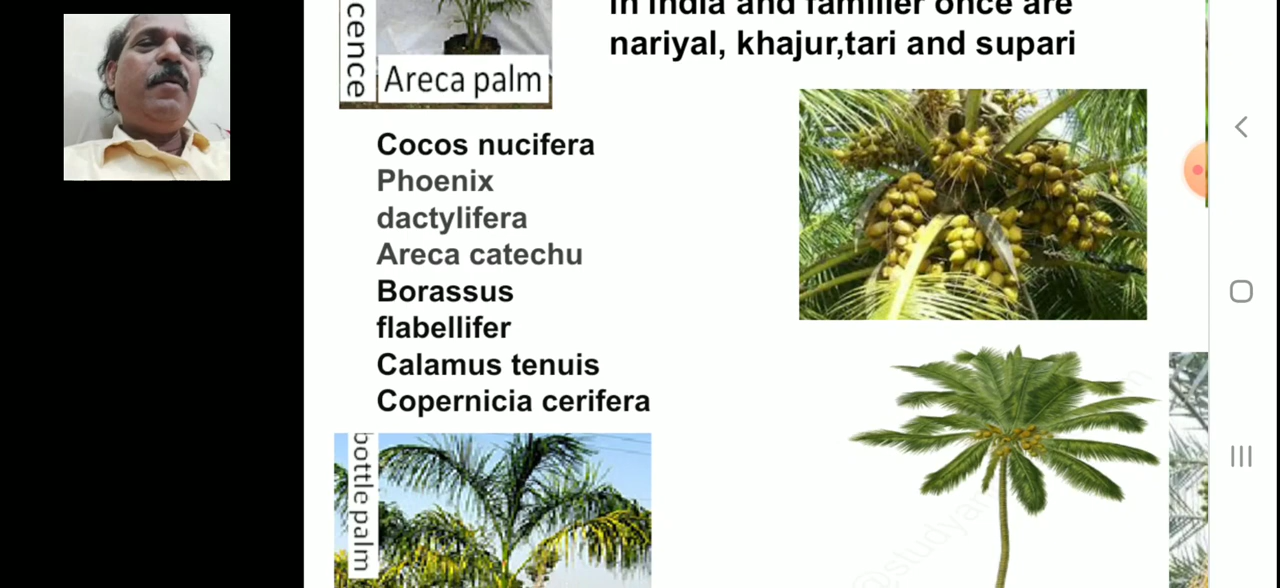 in India and familier once are
nariyal, khajur,tari and supari
cence
Areca palm
Cocos nucifera
Phoenix
dactylifera
Areca catechu
Borassus
flabellifer
Calamus tenuis
Copernicia cerifera
bottle palm